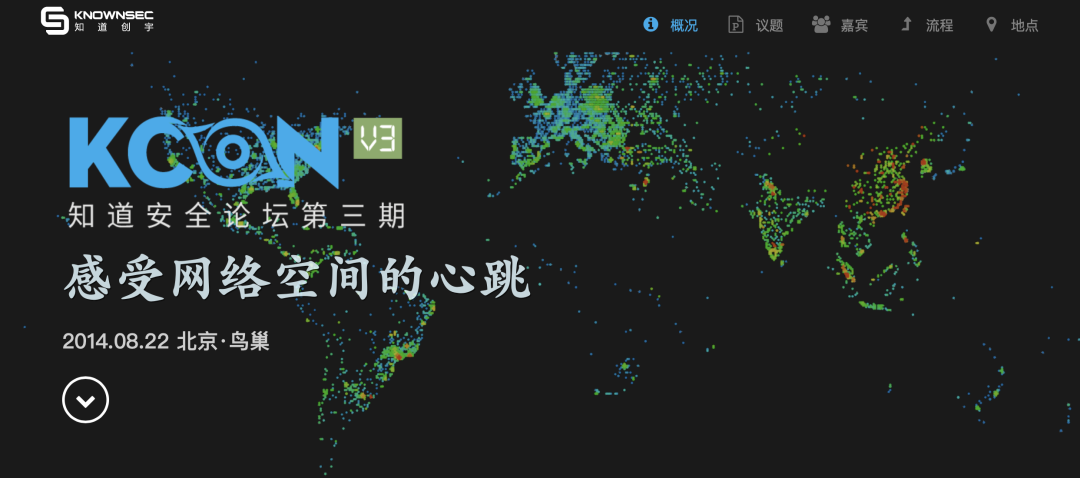 KNOWNSEC
知道创宇
概况
议题
嘉宾
流程
地点
KCON V3
知道安全论坛第三期
感受网络空间的心跳
2014.08.22 北京·鸟巢